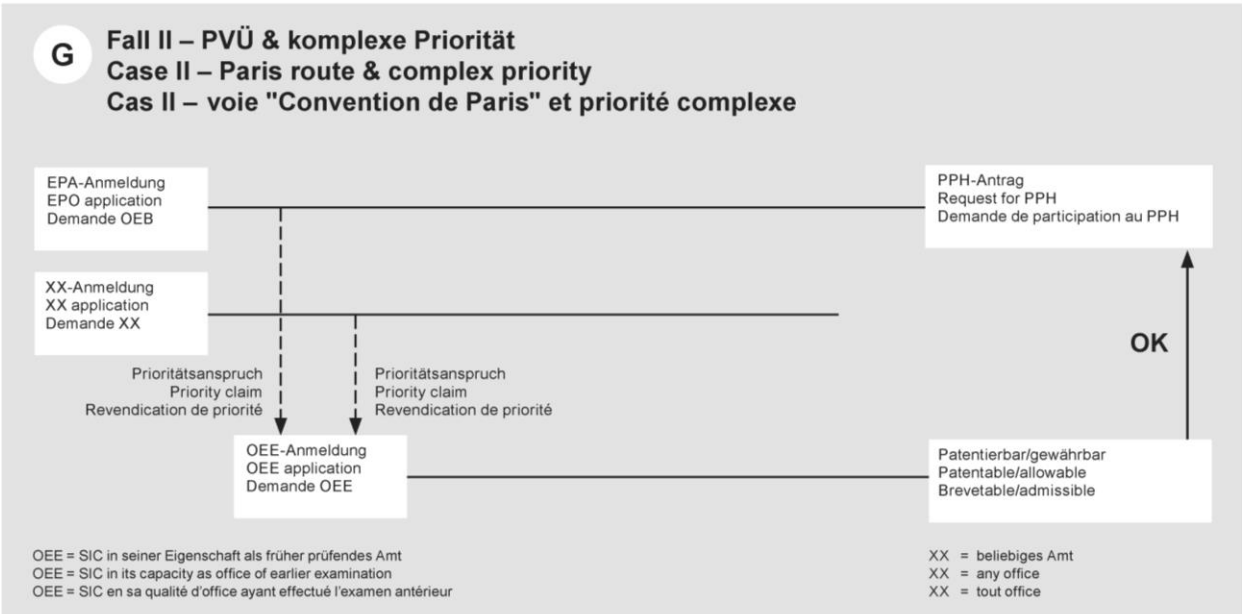 G
Fall II – PVÜ & komplexe Priorität
Case II – Paris route & complex priority
Cas II – voie "Convention de Paris" et priorité complexe
EPA-Anmeldung
EPO application
Demande OEB
PPH-Antrag
Request for PPH
Demande de participation au PPH
XX-Anmeldung
XX application
Demande XX
OK
Prioritätsanspruch
Priority claim
Revendication de priorité
Prioritätsanspruch
Priority claim
Revendication de priorité
OEE-Anmeldung
OEE application
Demande OEE
Patentierbar/gewährbar
Patentable/allowable
Brevetable/admissible
OEE = SIC in seiner Eigenschaft als früher prüfendes Amt
OEE = SIC in its capacity as office of earlier examination
OEE = SIC en sa qualité d'office ayant effectué l'examen antérieur
XX = beliebiges Amt
XX = any office
XX = tout office